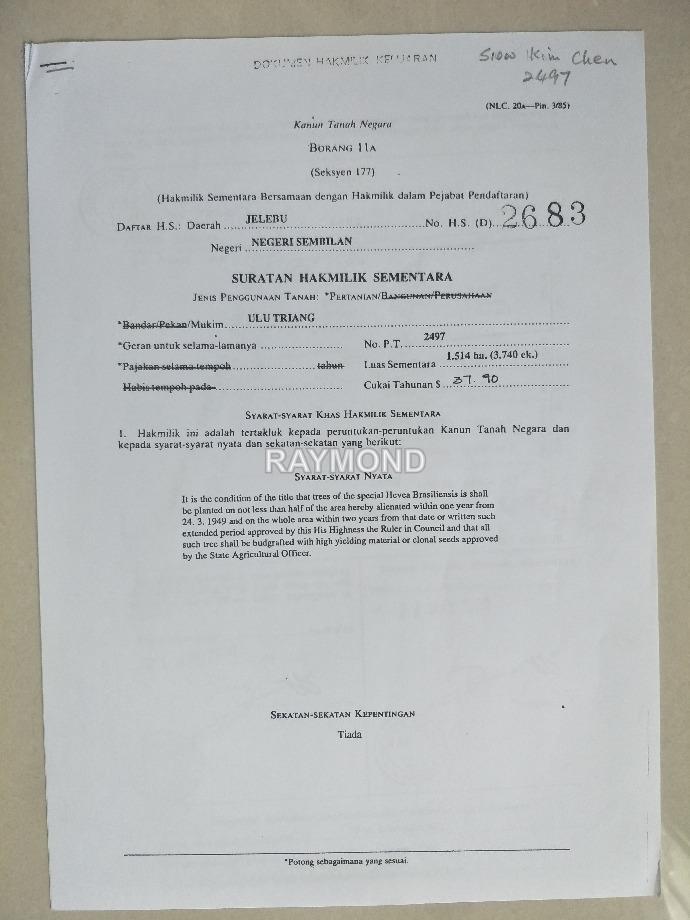 DOKUMEN HAKMILIK KELUARAN
Siow Kim Chen
2497
(NLC. 20A—Pin. 3/85)
Kanun Tanah Negara
BORANG 11A
(Seksyen 177)
(Hakmilik Sementara Bersamaan dengan Hakmilik dalam Pejabat Pendaftaran)
DAFTAR H.S.: Daerah JELEBU No. H.S. (D) 2683
Negeri NEGERI SEMBILAN
SURATAN HAKMILIK SEMENTARA
JENIS PENGGUNAAN TANAH: *PERTANIAN/BANGUNAN/PERUSAHAAN
*Bandar/Pekan/Mukim ULU TRIANG
*Geran untuk selama-lamanya No. P.T. 2497
*Pajakan selama tempoh tahun Luas Sementara 1.514 ha. (3.740 ek.)
Habis tempoh pada Cukai Tahunan $ 37.90
SYARAT-SYARAT KHAS HAKMILIK SEMENTARA
1. Hakmilik ini adalah tertakluk kepada peruntukan-peruntukan Kanun Tanah Negara dan
kepada syarat-syarat nyata dan sekatan-sekatan yang berikut:
RAYMOND
SYARAT-SYARAT NYATA
It is the condition of the title that trees of the special Hevea Brasiliensis is shall
be planted on not less than half of the area hereby alienated within one year from
24. 3. 1949 and on the whole area within two years from that date or written such
extended period approved by this His Highness the Ruler in Council and that all
such tree shall be budgrafted with high yielding material or clonal seeds approved
by the State Agricultural Officer.
SEKATAN-SEKATAN KEPENTINGAN
Tiada
*Potong sebagaimana yang sesuai.